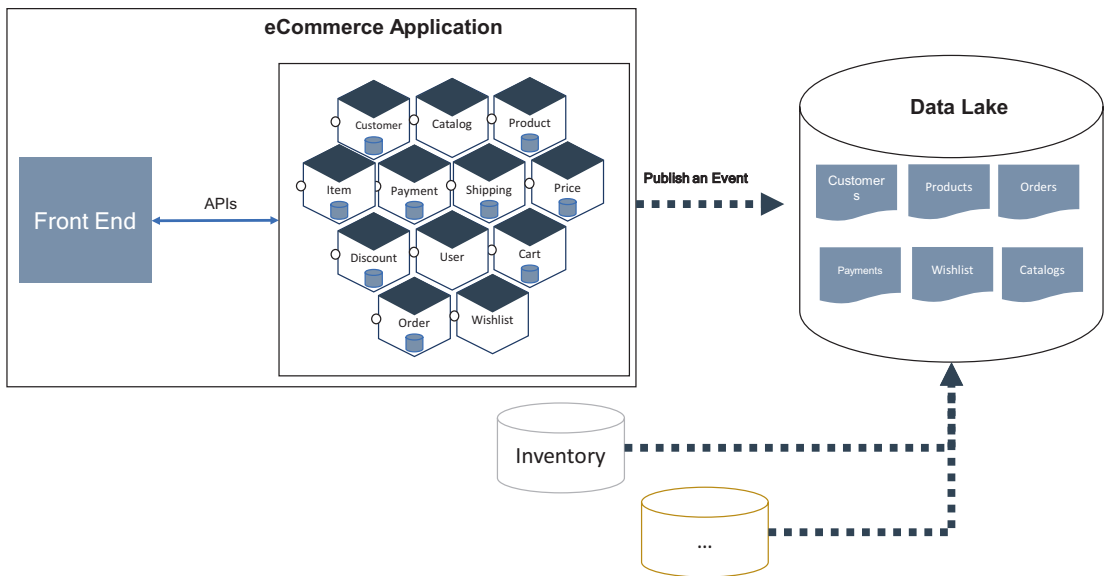 eCommerce Application
Front End
APIs
Customer
Catalog
Product
Item
Payment
Shipping
Price
Discount
User
Cart
Order
Wishlist
Publish an Event
Data Lake
Customer
s
Products
Orders
Payments
Wishlist
Catalogs
Inventory
...